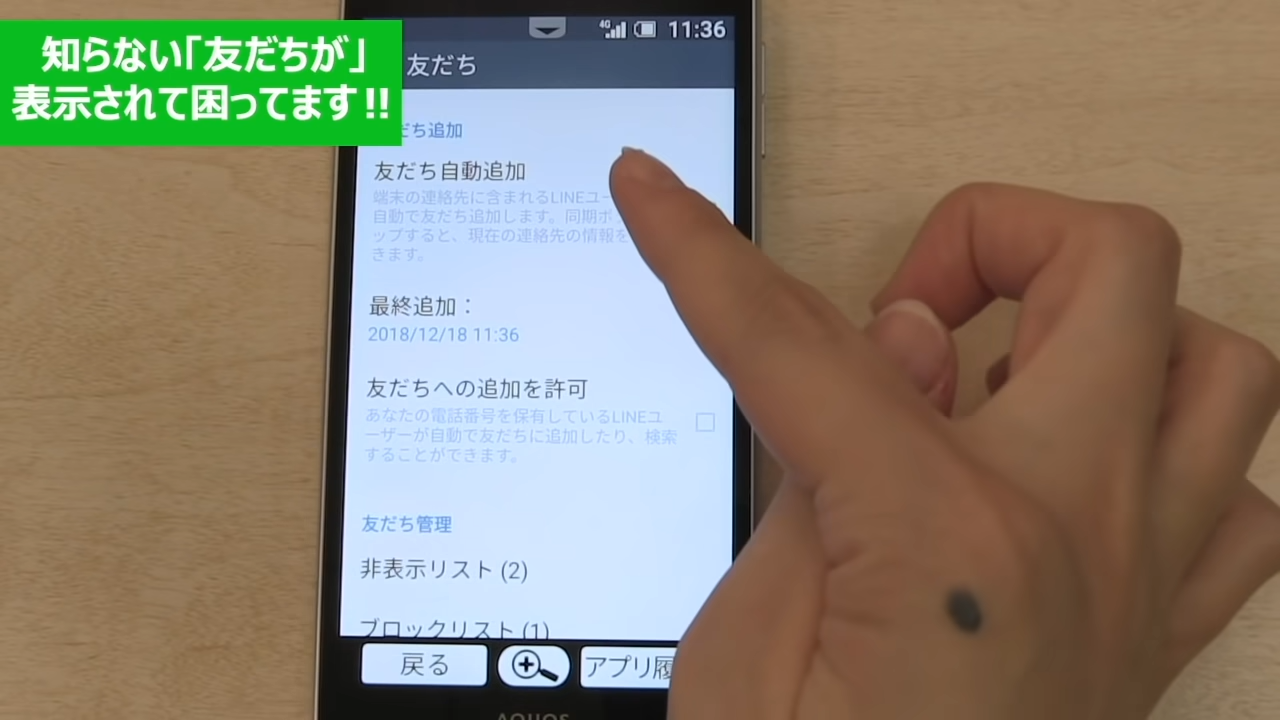 知らない「友だちが」
表示されて困ってます!!
11:36
友だち
だち追加
友だち自動追加
端末の連絡先に含まれるLINEユー
自動で友だち追加します。同期ボ
ップすると、現在の連絡先の情報を
きます。
最終追加：
2018/12/18 11:36
友だちへの追加を許可
あなたの電話番号を保有しているLINEユ
ーザーが自動で友だちに追加したり、検索
することができます。
友だち管理
非表示リスト (2)
ブロックリスト (1)
戻る
アプリ履
AQUOS